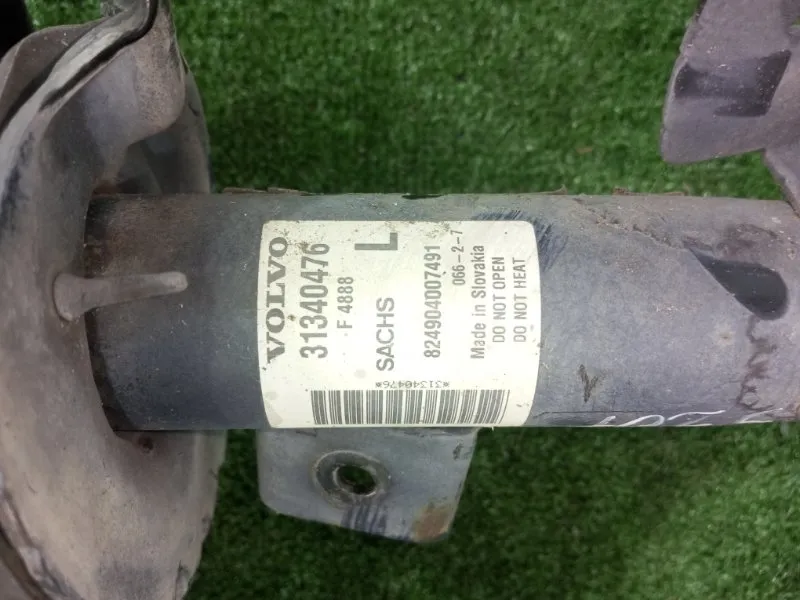 VOLVO
31340476
F 4888
L
SACHS
824904007491
066-2-7
Made in Slovakia
DO NOT OPEN
DO NOT HEAT
*31340476*